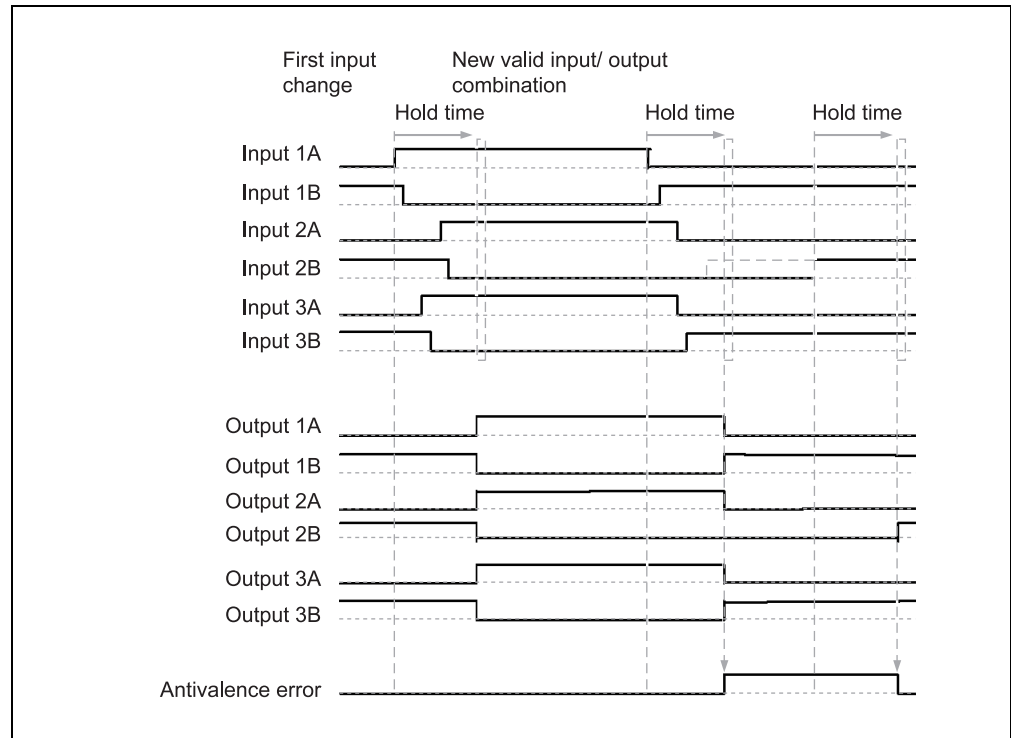 First input
change
New valid input/ output
combination
Hold time
Hold time
Hold time
Input 1A
Input 1B
Input 2A
Input 2B
Input 3A
Input 3B
Output 1A
Output 1B
Output 2A
Output 2B
Output 3A
Output 3B
Antivalence error